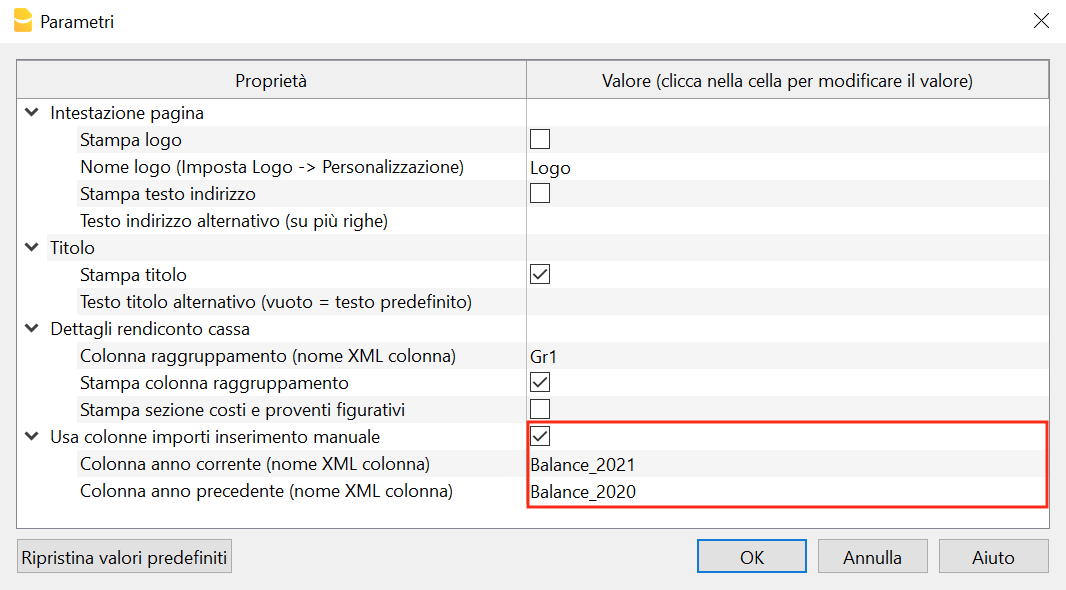 Parametri
Proprietà Valore (clicca nella cella per modificare il valore)
Intestazione pagina
Stampa logo
Nome logo (Imposta Logo -> Personalizzazione) Logo
Stampa testo indirizzo
Testo indirizzo alternativo (su più righe)
Titolo
Stampa titolo
Testo titolo alternativo (vuoto = testo predefinito)
Dettagli rendiconto cassa
Colonna raggruppamento (nome XML colonna) Gr1
Stampa colonna raggruppamento
Stampa sezione costi e proventi figurativi
Usa colonne importi inserimento manuale
Colonna anno corrente (nome XML colonna) Balance_2021
Colonna anno precedente (nome XML colonna) Balance_2020
Ripristina valori predefiniti OK Annulla Aiuto